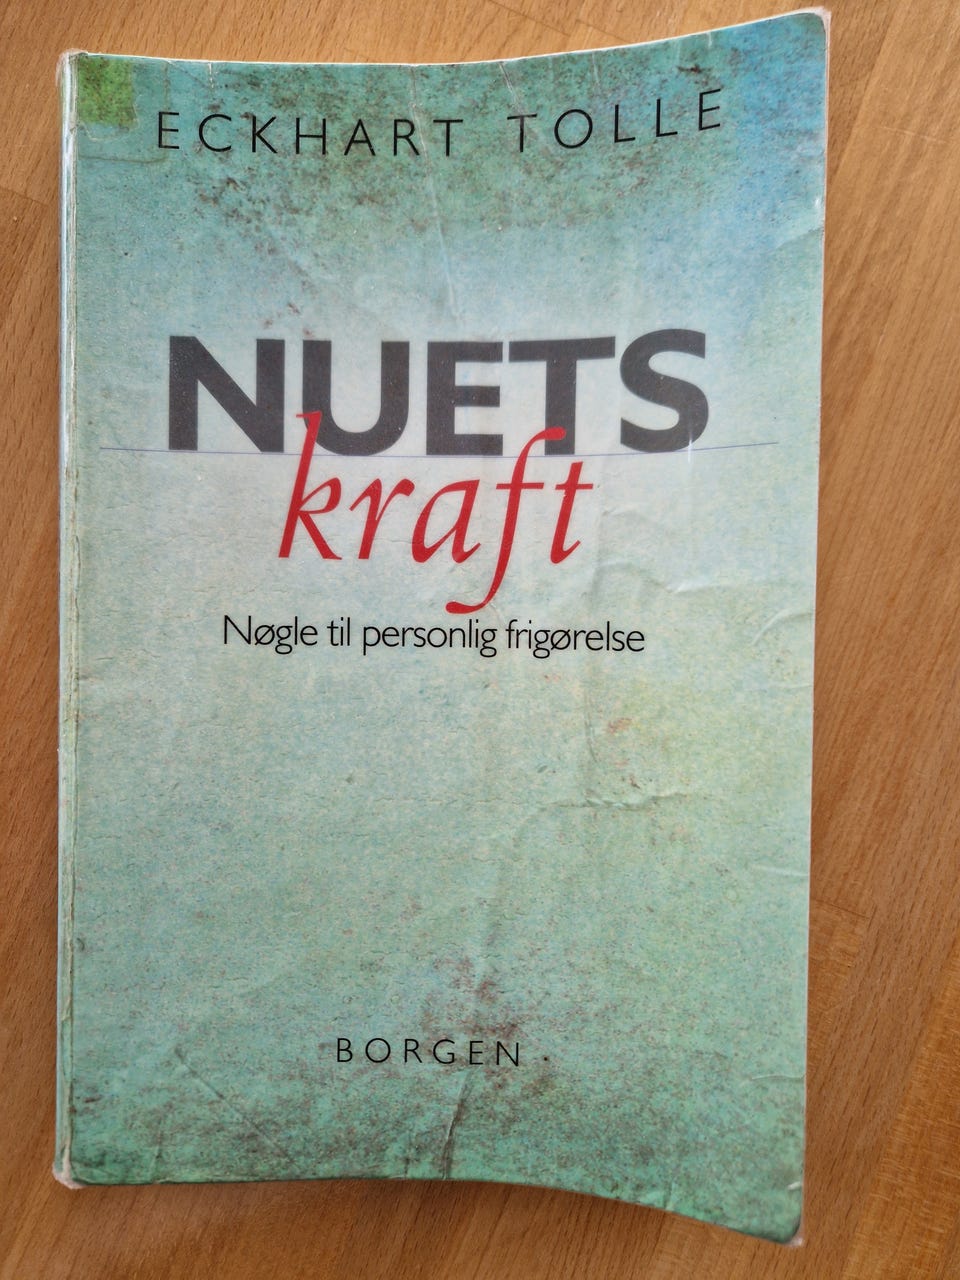 ECKHART TOLLE
NUETS
kraft
Nøgle til personlig frigørelse
BORGEN